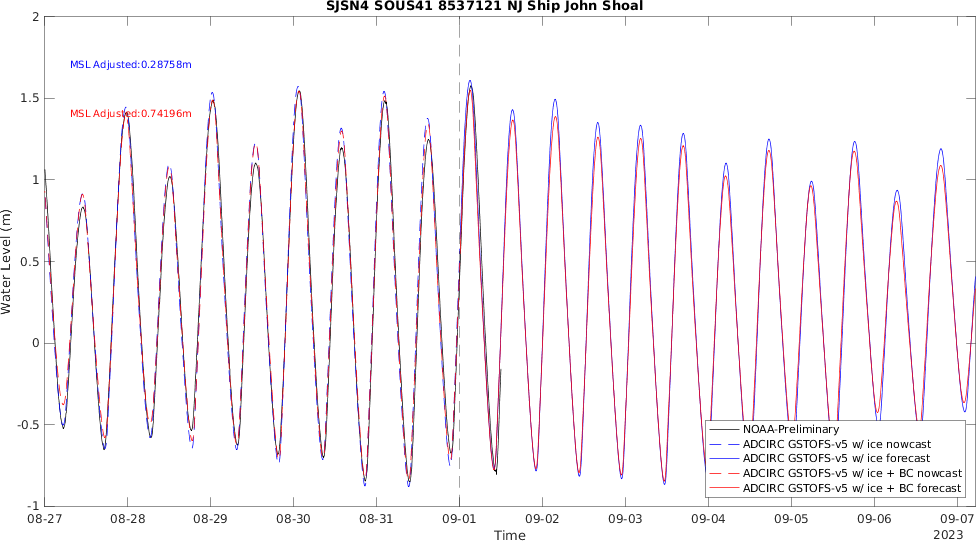 SJSN4 SOUS41 8537121 NJ Ship John Shoal
2
1.5
1
0.5
0
-0.5
-1
Water Level (m)
MSL Adjusted:0.28758m
MSL Adjusted:0.74196m
NOAA-Preliminary
ADCIRC GSTOFS-v5 w/ ice nowcast
ADCIRC GSTOFS-v5 w/ ice forecast
ADCIRC GSTOFS-v5 w/ ice + BC nowcast
ADCIRC GSTOFS-v5 w/ ice + BC forecast
08-27 08-28 08-29 08-30 08-31 09-01 09-02 09-03 09-04 09-05 09-06 09-07
Time
2023